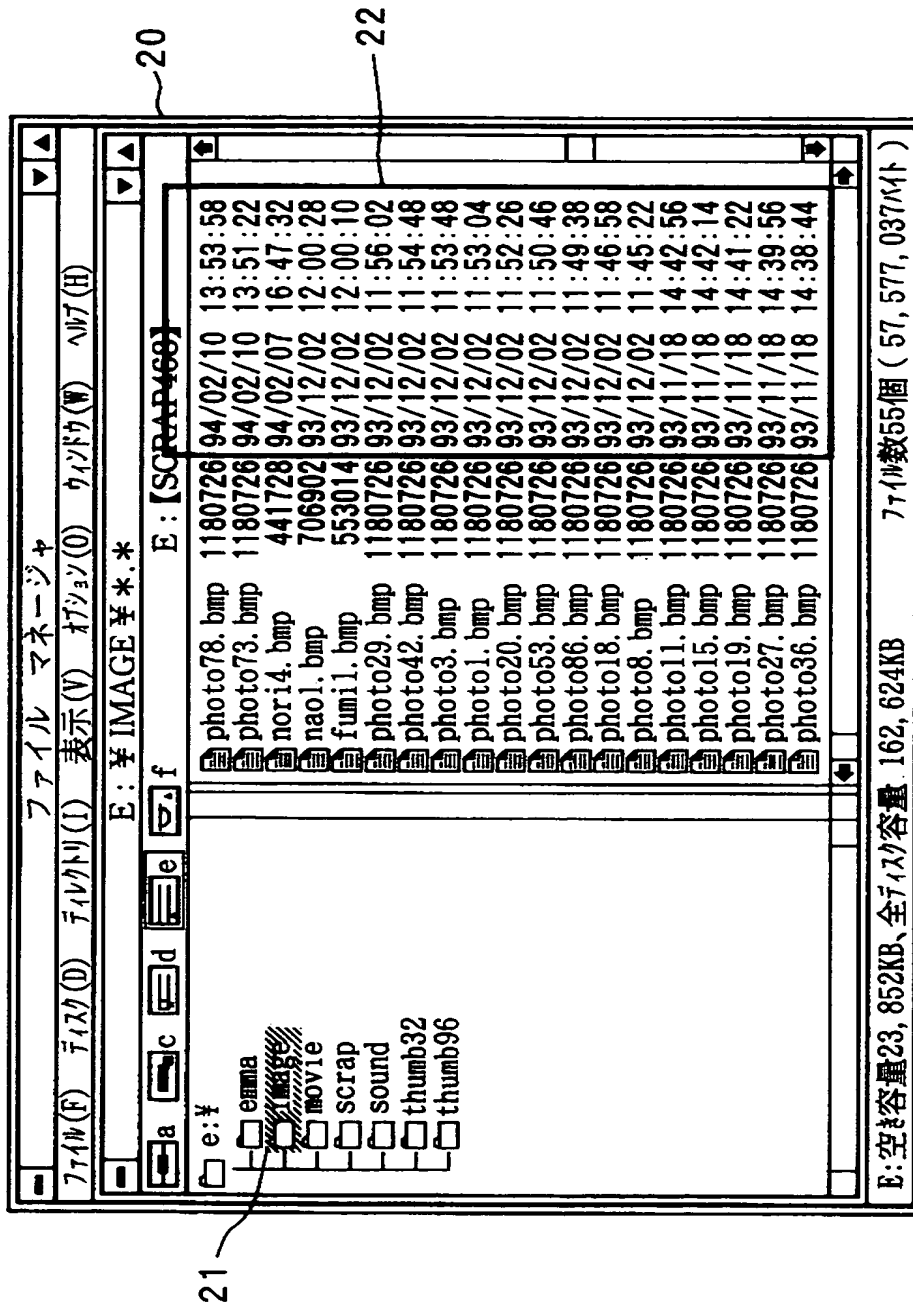 ファイル マネージャ
ファイル(F) ディスク(D) ディレクトリ(I) 表示(V) オプション(O) ウィンドウ(W) ヘルプ(H)
E:¥IMAGE¥*.*
a c d e f E:【SCRAP468】
e:¥
emma
image
movie
scrap
sound
thumb32
thumb96
photo78.bmp 1180726 94/02/10 13:53:58
photo73.bmp 1180726 94/02/10 13:51:22
nori4.bmp 441728 94/02/07 16:47:32
nao1.bmp 706902 93/12/02 12:00:28
fumi1.bmp 553014 93/12/02 12:00:10
photo29.bmp 1180726 93/12/02 11:56:02
photo42.bmp 1180726 93/12/02 11:54:48
photo3.bmp 1180726 93/12/02 11:53:48
photo1.bmp 1180726 93/12/02 11:53:04
photo20.bmp 1180726 93/12/02 11:52:26
photo53.bmp 1180726 93/12/02 11:50:46
photo86.bmp 1180726 93/12/02 11:49:38
photo18.bmp 1180726 93/12/02 11:46:58
photo8.bmp 1180726 93/12/02 11:45:22
photo11.bmp 1180726 93/11/18 14:42:56
photo15.bmp 1180726 93/11/18 14:42:14
photo19.bmp 1180726 93/11/18 14:41:22
photo27.bmp 1180726 93/11/18 14:39:56
photo36.bmp 1180726 93/11/18 14:38:44
E:空き容量23,852KB、全ディスク容量 162,624KB ファイル数55個 ( 57,577,037バイト )
20
21
22